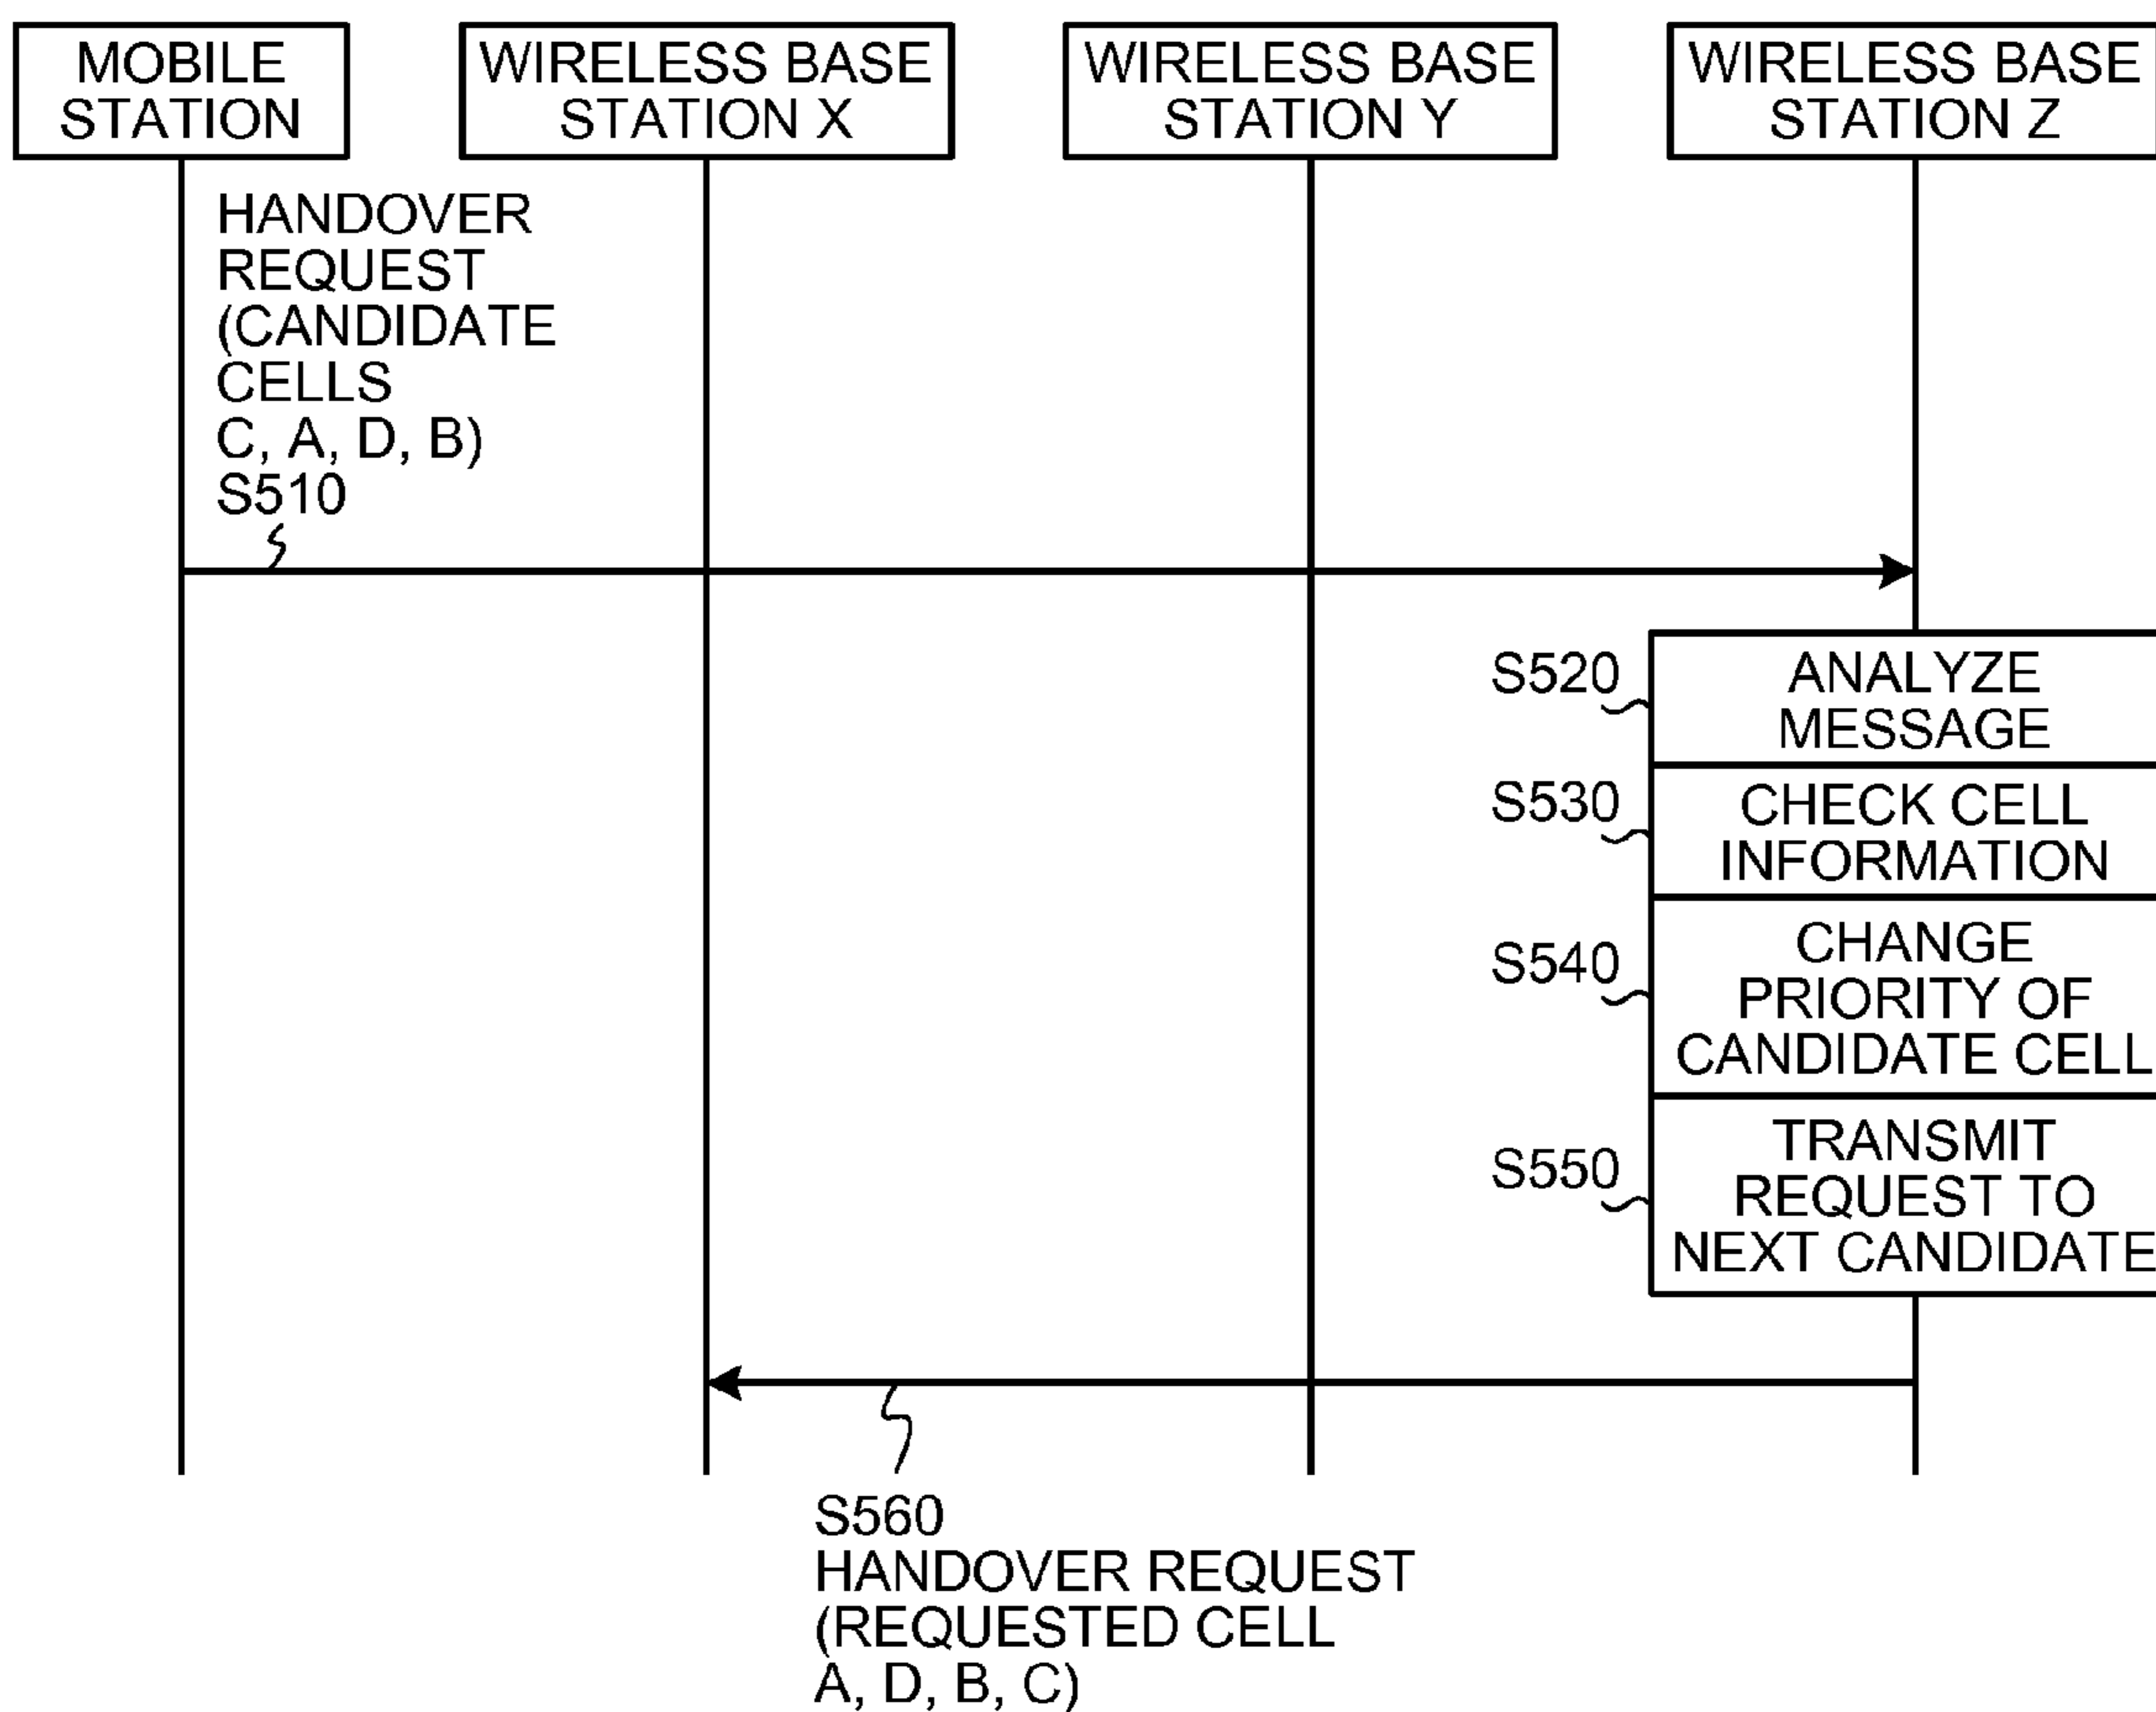 MOBILE
STATION
WIRELESS BASE
STATION X
WIRELESS BASE
STATION Y
WIRELESS BASE
STATION Z
HANDOVER
REQUEST
(CANDIDATE
CELLS
C, A, D, B)
S510
S520
ANALYZE
MESSAGE
S530
CHECK CELL
INFORMATION
S540
CHANGE
PRIORITY OF
CANDIDATE CELL
S550
TRANSMIT
REQUEST TO
NEXT CANDIDATE
S560
HANDOVER REQUEST
(REQUESTED CELL
A, D, B, C)